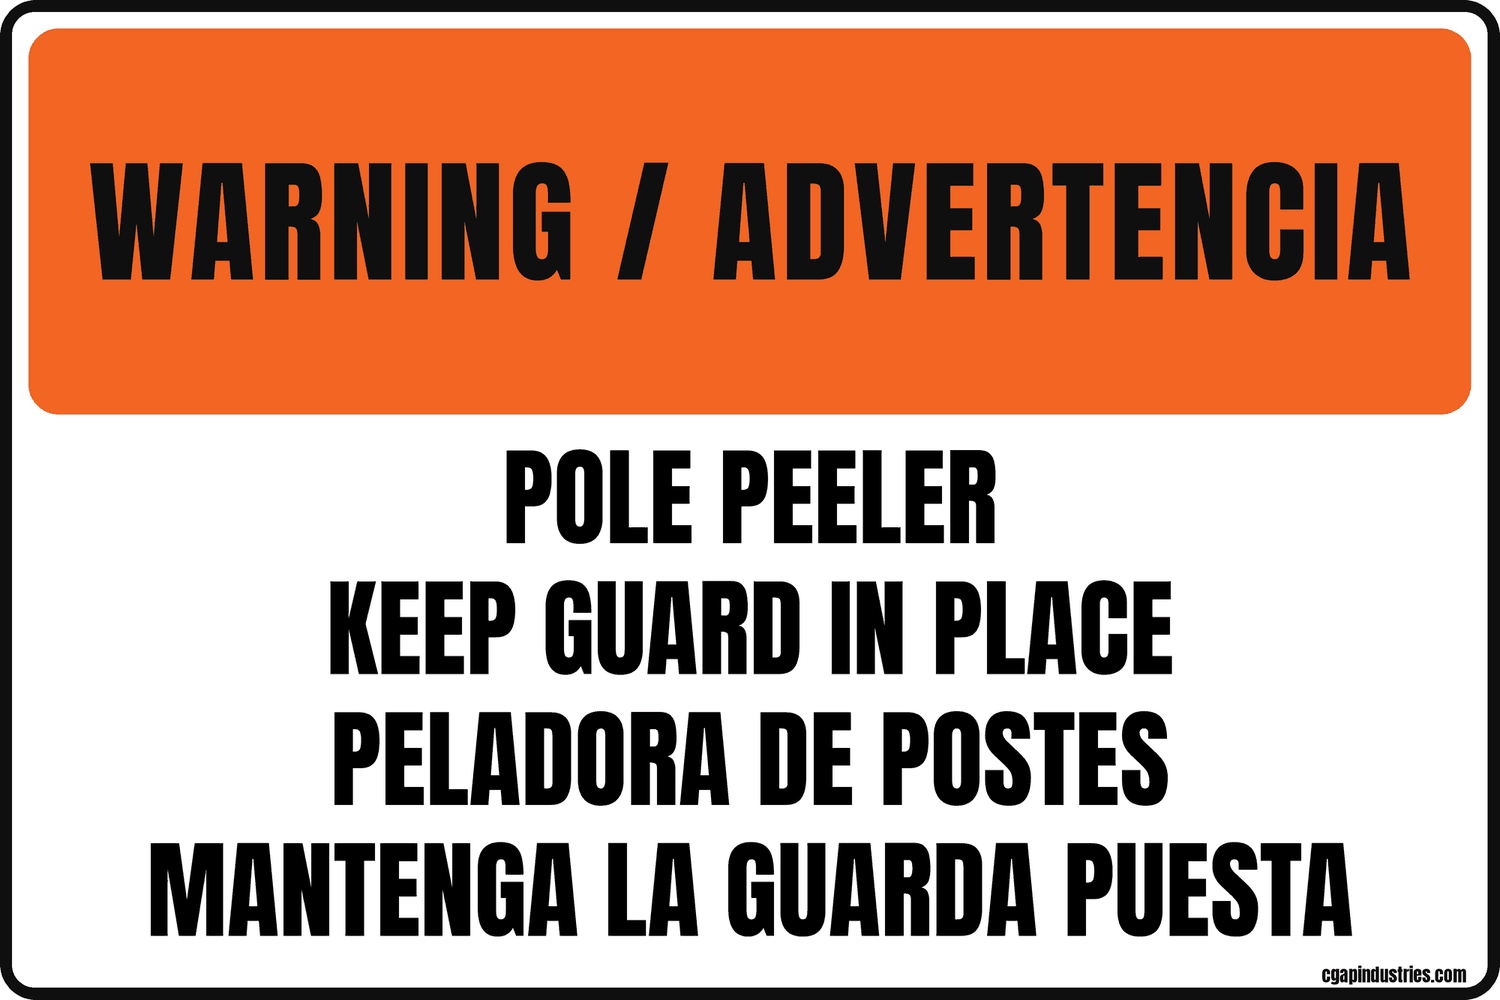 WARNING / ADVERTENCIA
POLE PEELER
KEEP GUARD IN PLACE
PELADORA DE POSTES
MANTENGA LA GUARDA PUESTA
cgapindustries.com